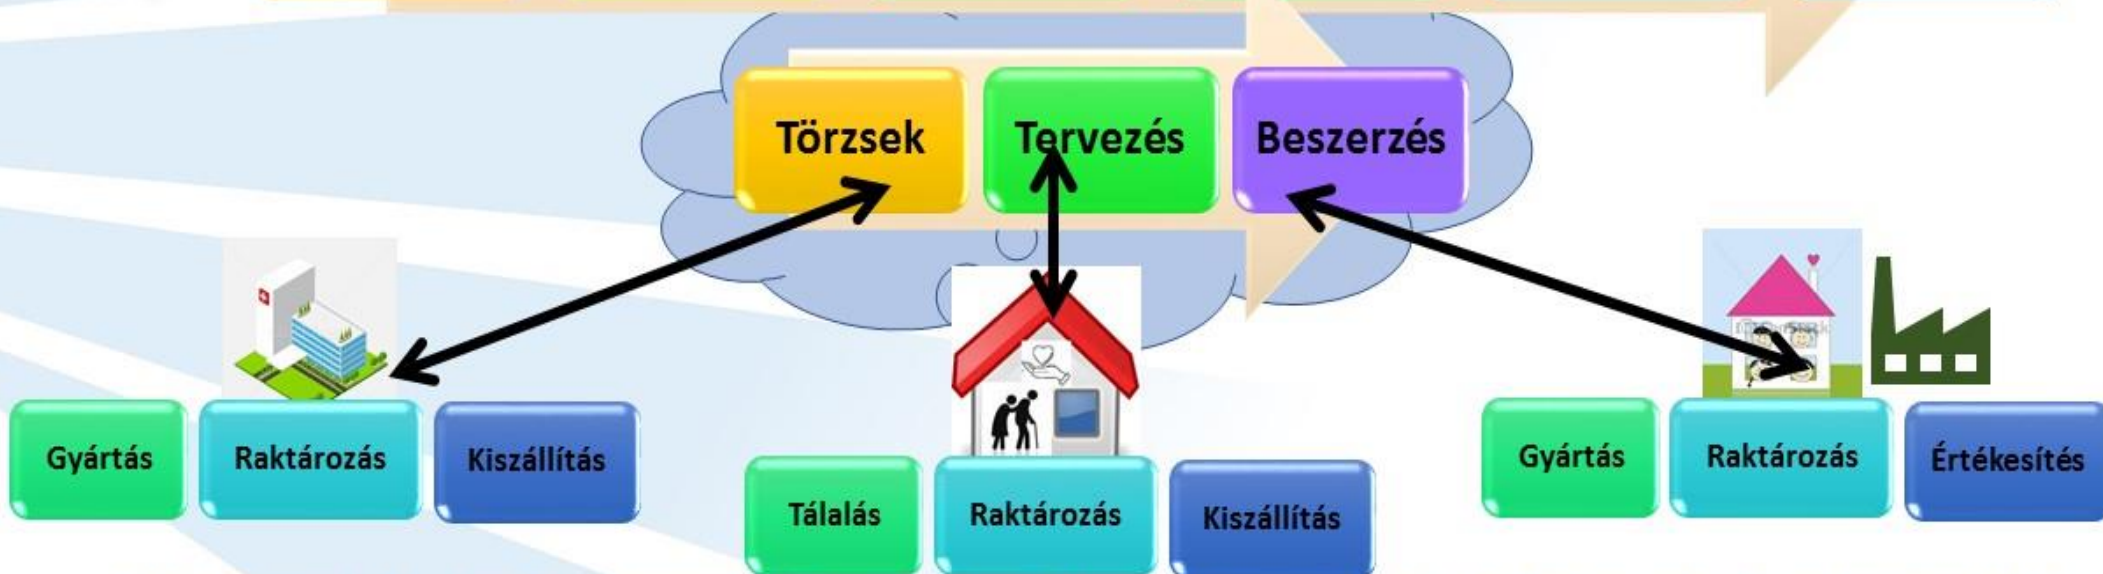 Törzsek
Tervezés
Beszerzés
Gyártás
Raktározás
Kiszállítás
Tálalás
Raktározás
Kiszállítás
Gyártás
Raktározás
Értékesítés